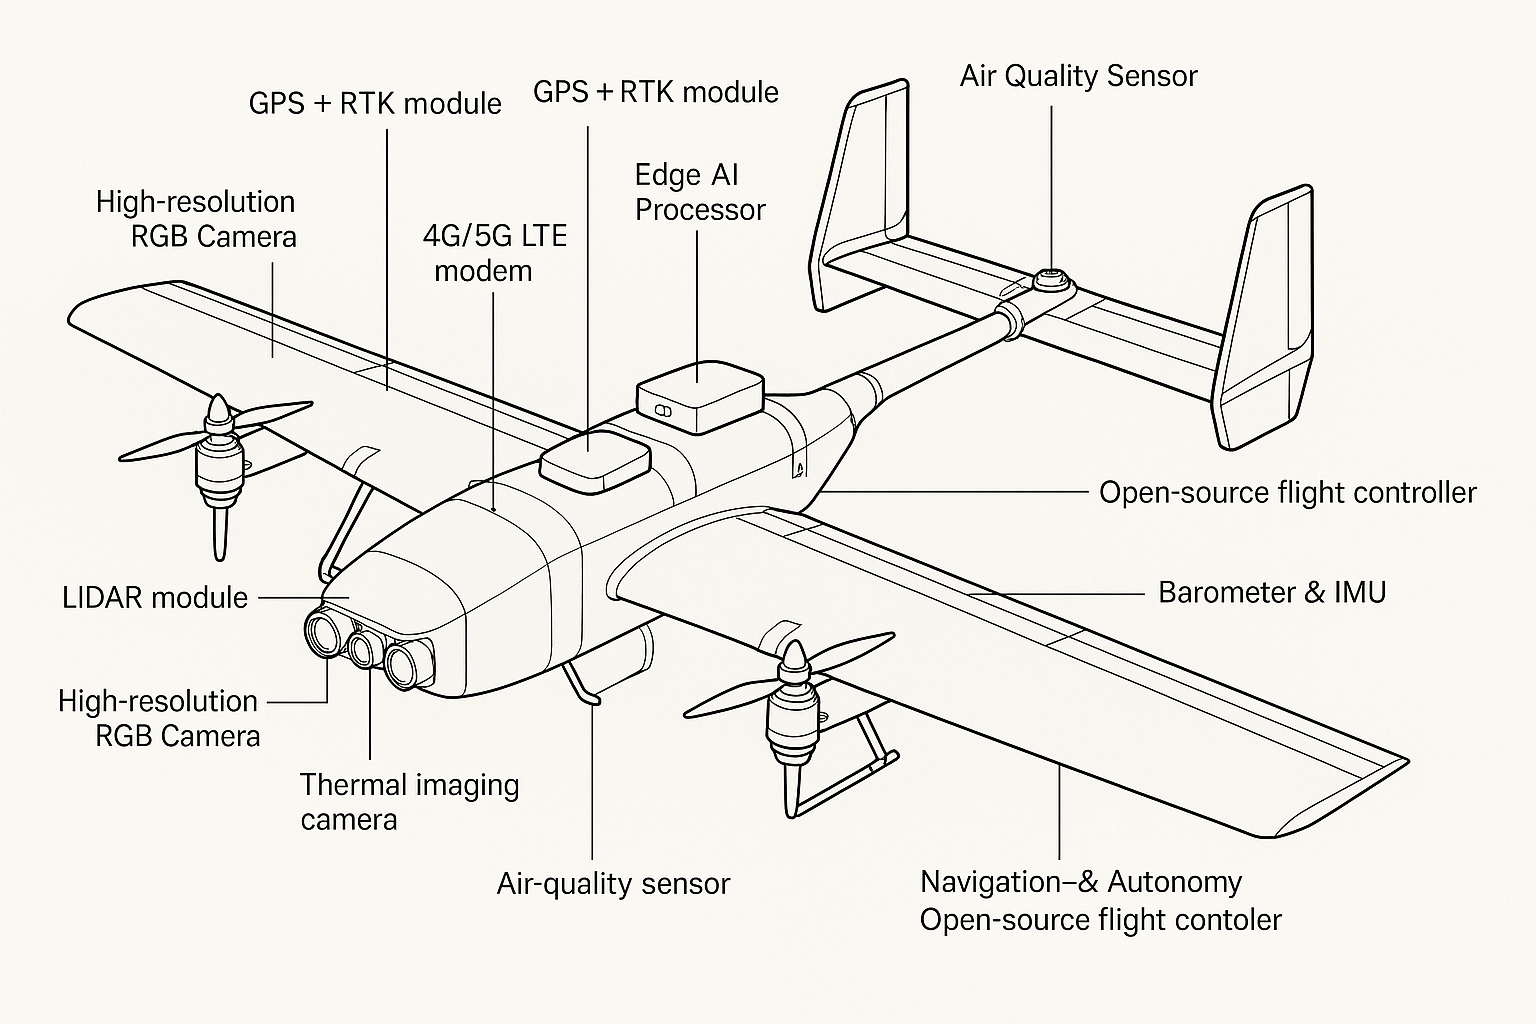 GPS + RTK module
GPS + RTK module
Air Quality Sensor
Edge AI
Processor
High-resolution
RGB Camera
4G/5G LTE
modem
Open-source flight controller
LIDAR module
Barometer & IMU
High-resolution
RGB Camera
Thermal imaging
camera
Air-quality sensor
Navigation–& Autonomy
Open-source flight contoler